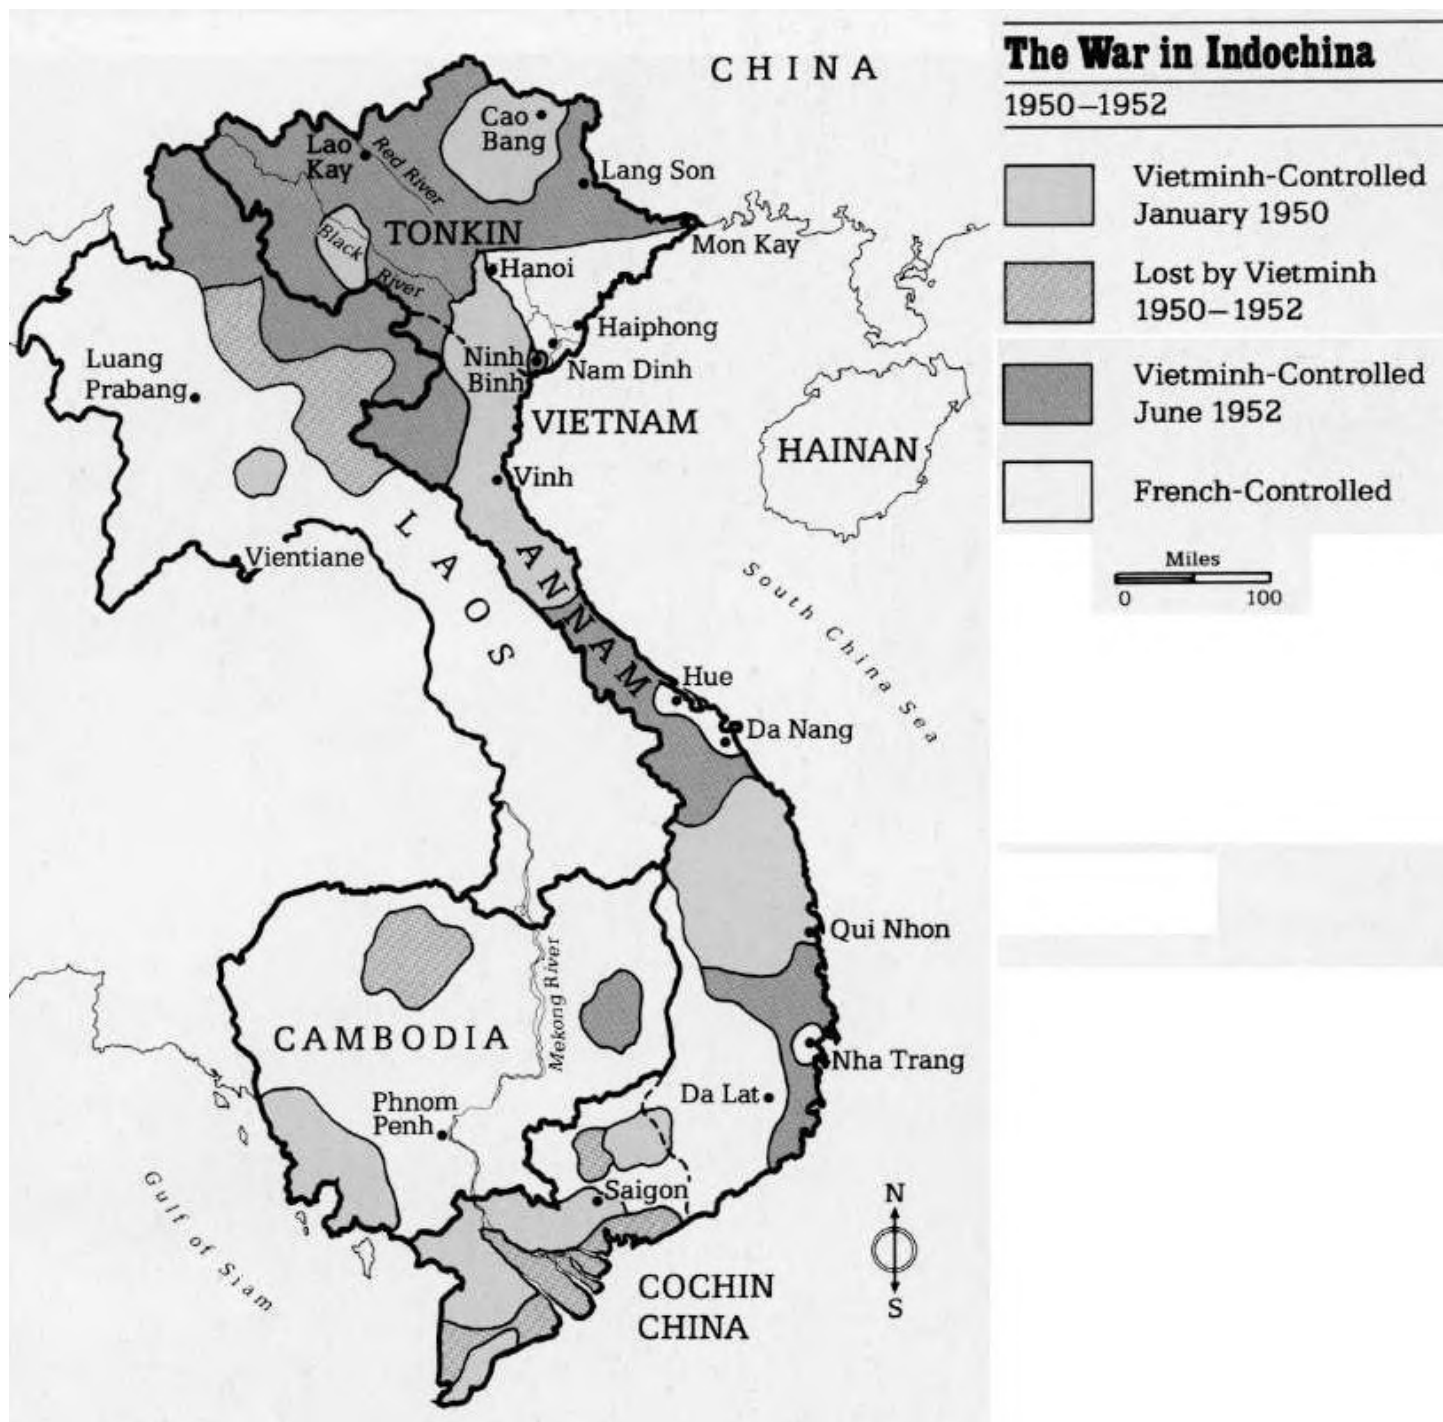 The War in Indochina
1950–1952
Vietminh-Controlled
January 1950
Lost by Vietminh
1950–1952
Vietminh-Controlled
June 1952
French-Controlled
Miles
0 100
CHINA
Cao
Bang
Lao
Kay
Red River
Lang Son
TONKIN
Mon Kay
Black
River
Hanoi
Haiphong
Luang
Prabang
Ninh
Binh
Nam Dinh
VIETNAM
HAINAN
Vinh
LAOS
Vientiane
ANNAM
South China Sea
Hue
Da Nang
Qui Nhon
Mekong River
CAMBODIA
Nha Trang
Phnom
Penh
Da Lat
Gulf of Siam
Saigon
N
S
COCHIN
CHINA